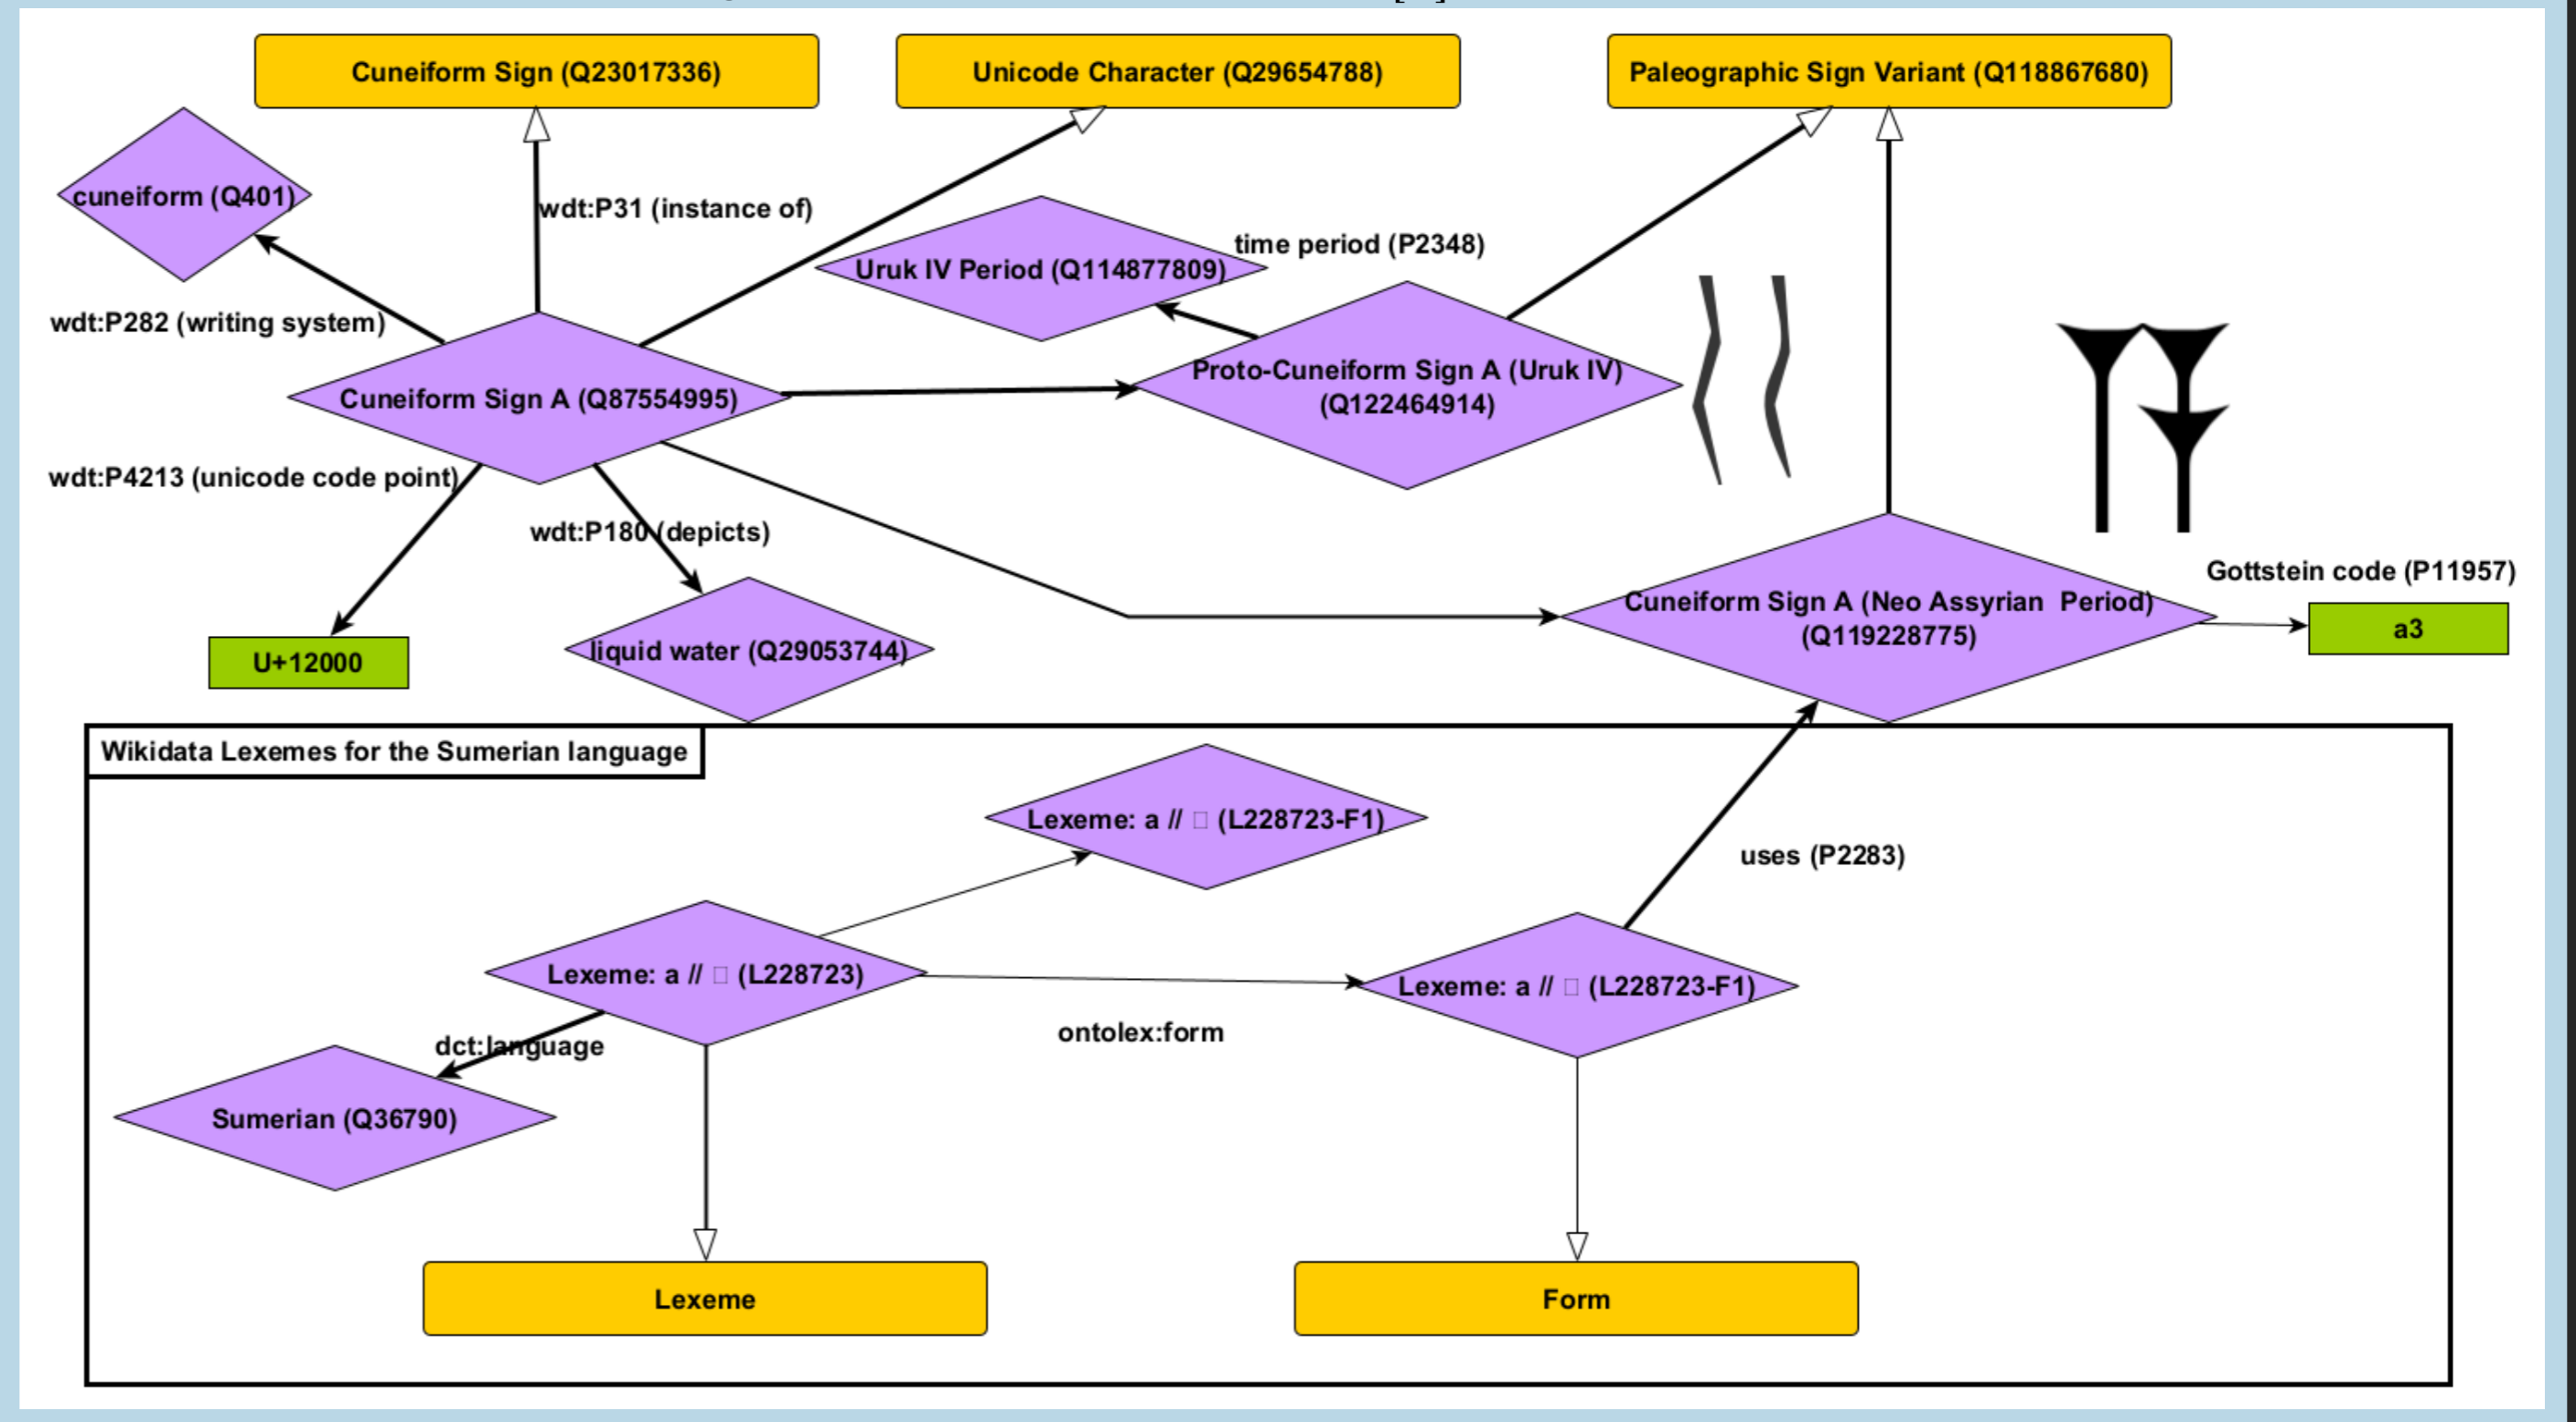 Cuneiform Sign (Q23017336)
Unicode Character (Q29654788)
Paleographic Sign Variant (Q118867680)
cuneiform (Q401)
wdt:P31 (instance of)
time period (P2348)
Uruk IV Period (Q114877809)
wdt:P282 (writing system)
Proto-Cuneiform Sign A (Uruk IV)
(Q122464914)
Cuneiform Sign A (Q87554995)
wdt:P4213 (unicode code point)
wdt:P180 (depicts)
Gottstein code (P11957)
Cuneiform Sign A (Neo Assyrian Period)
(Q119228775)
a3
liquid water (Q29053744)
U+12000
Wikidata Lexemes for the Sumerian language
Lexeme: a // □ (L228723-F1)
uses (P2283)
Lexeme: a // □ (L228723)
Lexeme: a // □ (L228723-F1)
ontolex:form
dct:language
Sumerian (Q36790)
Lexeme
Form